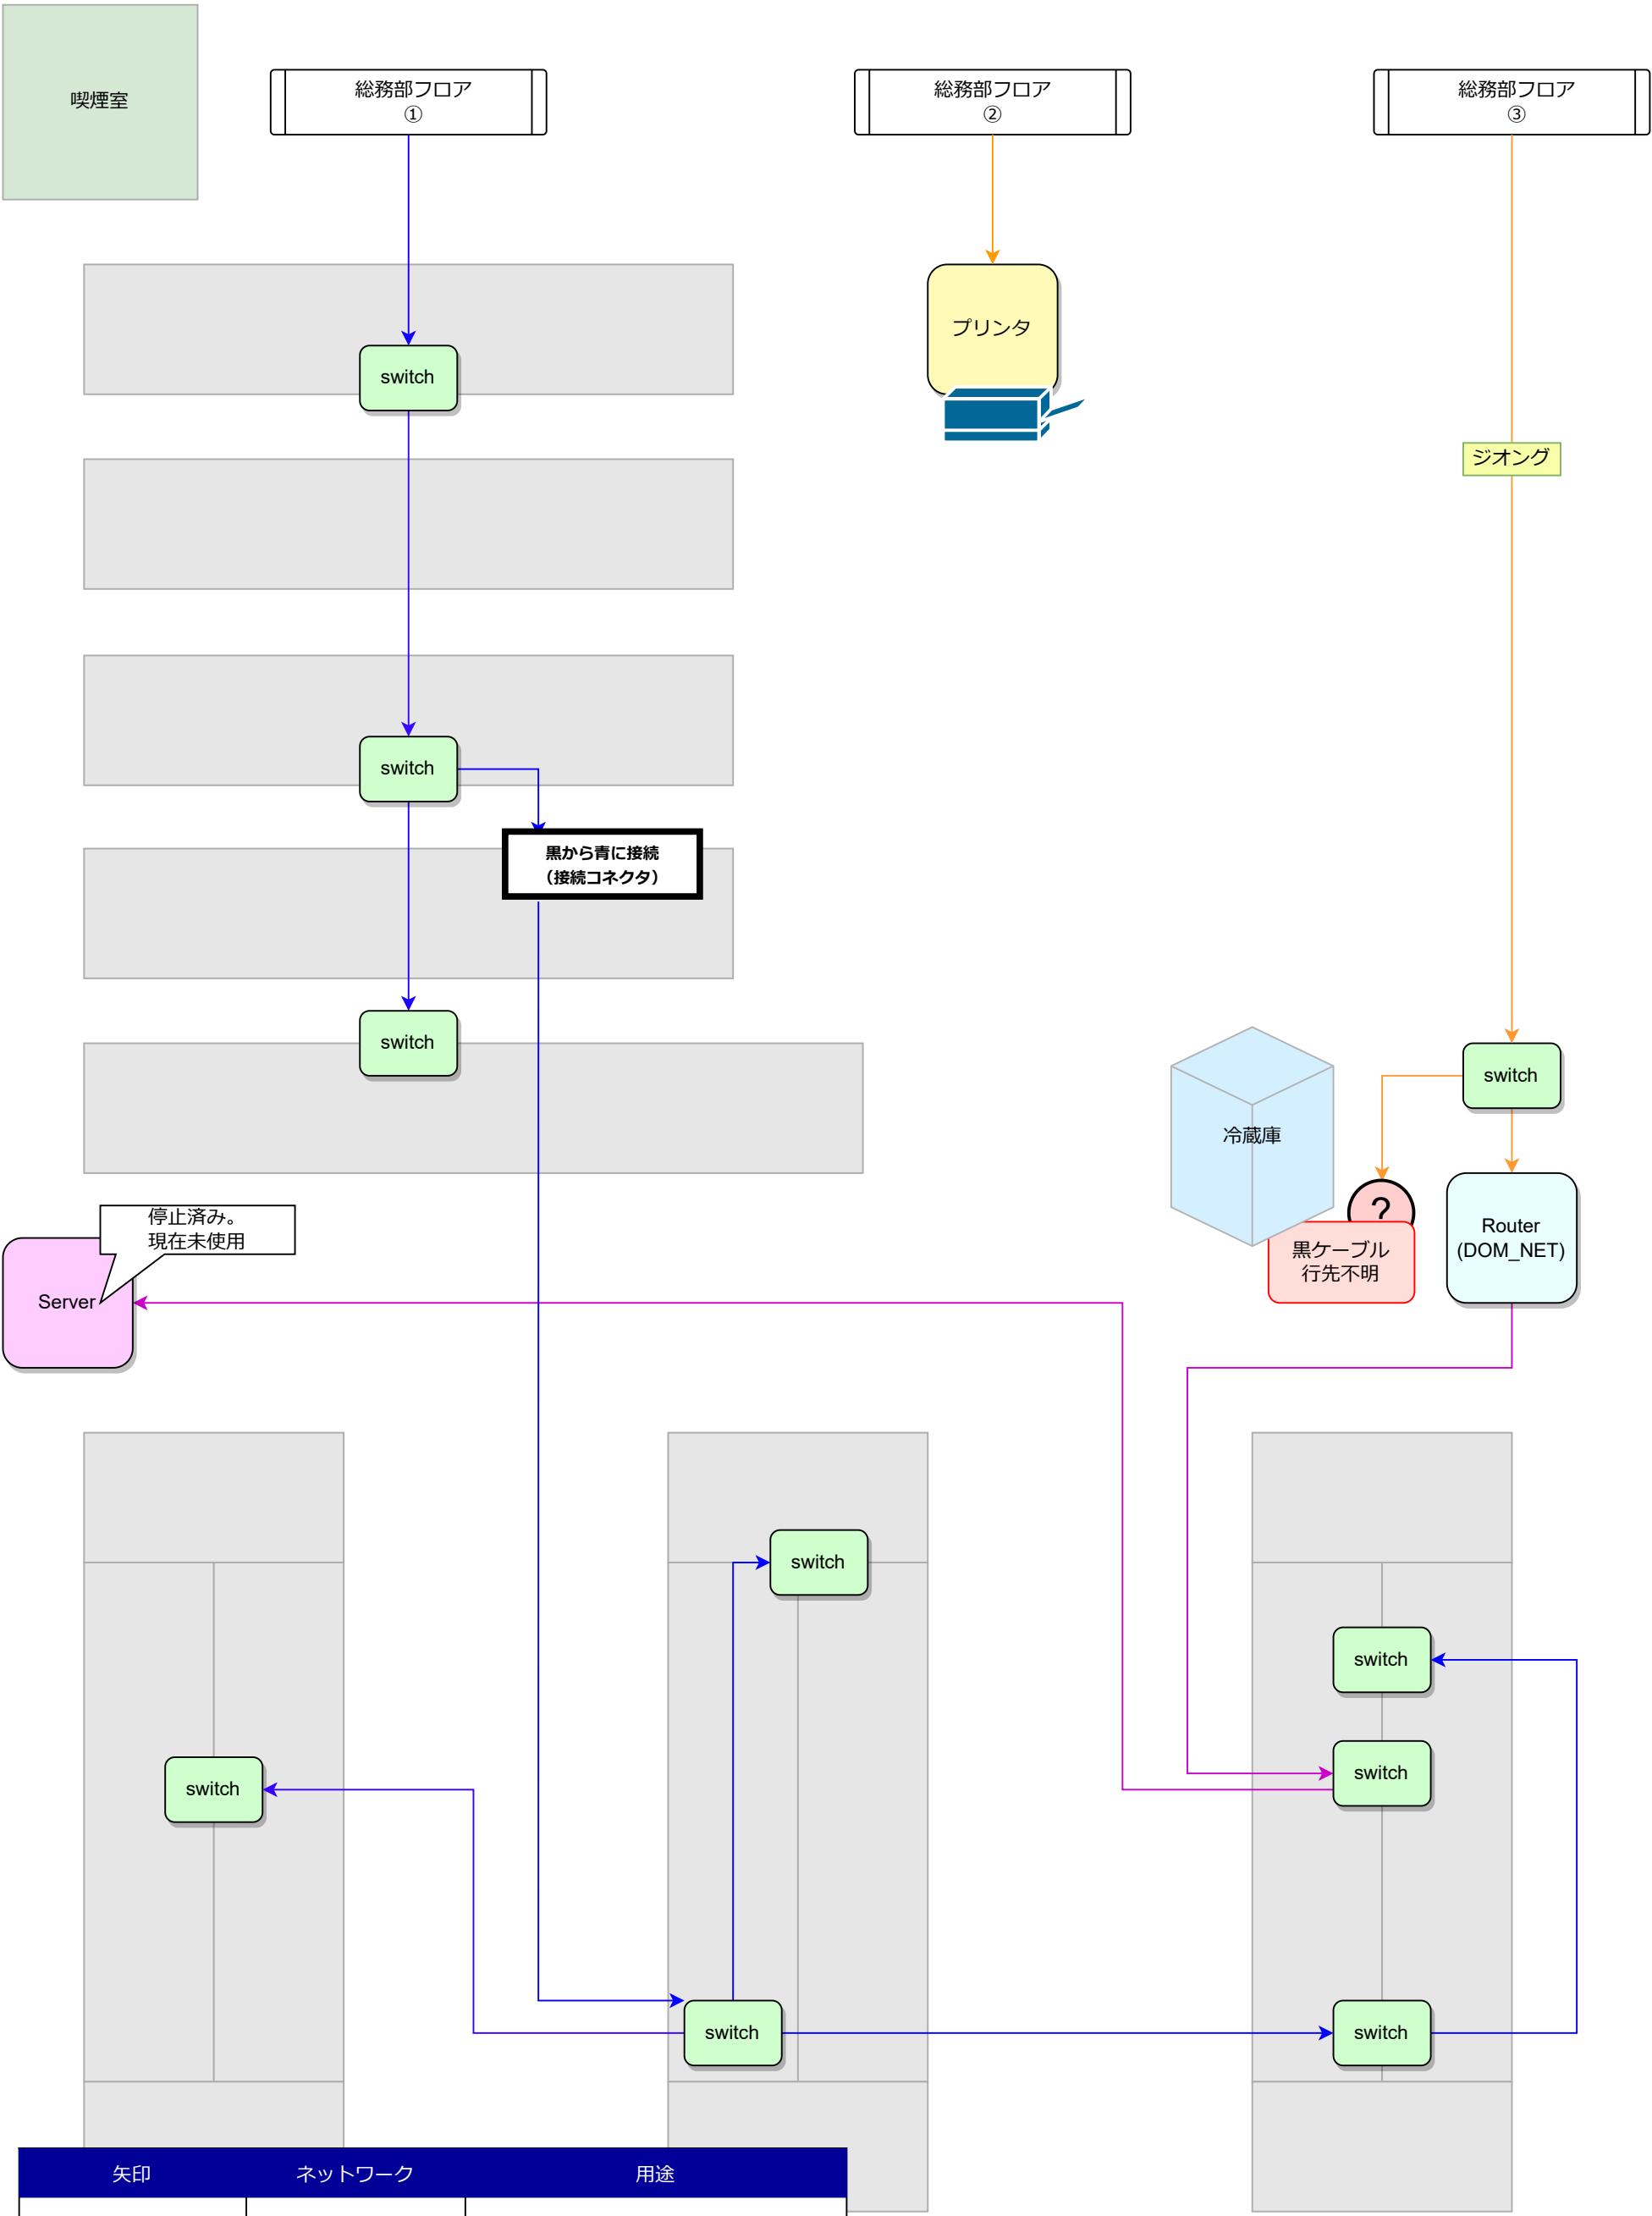 喫煙室
総務部フロア
①
総務部フロア
②
総務部フロア
③
プリンタ
switch
ジオング
switch
黒から青に接続
（接続コネクタ）
switch
switch
冷蔵庫
?
黒ケーブル
行先不明
Router
(DOM_NET)
停止済み。
現在未使用
Server
switch
switch
switch
switch
switch
switch
矢印
ネットワーク
用途